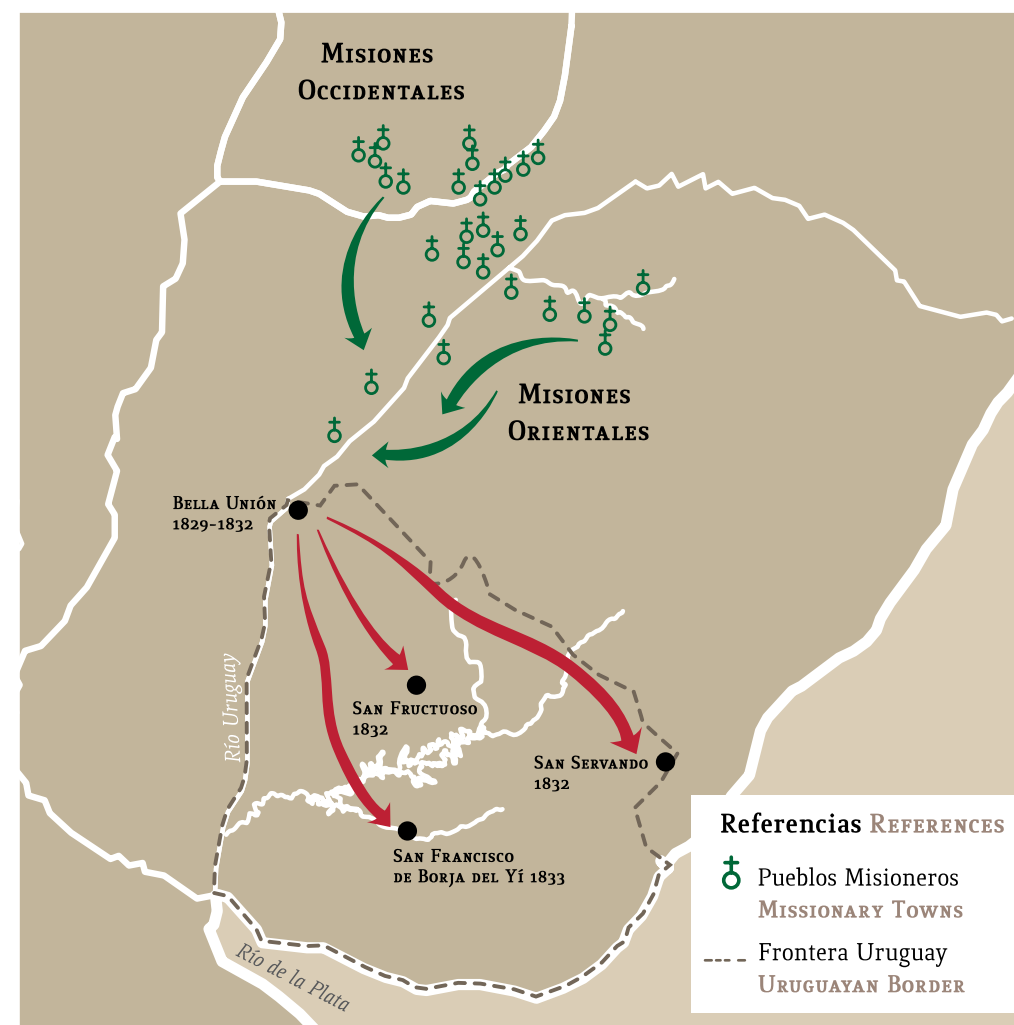 Misiones
Occidentales
Misiones
Orientales
Bella Unión
1829-1832
Río Uruguay
San Fructuoso
1832
San Servando
1832
San Francisco
de Borja del Yí 1833
Río de la Plata
Referencias References
Pueblos Misioneros
Missionary Towns
Frontera Uruguay
Uruguayan Border